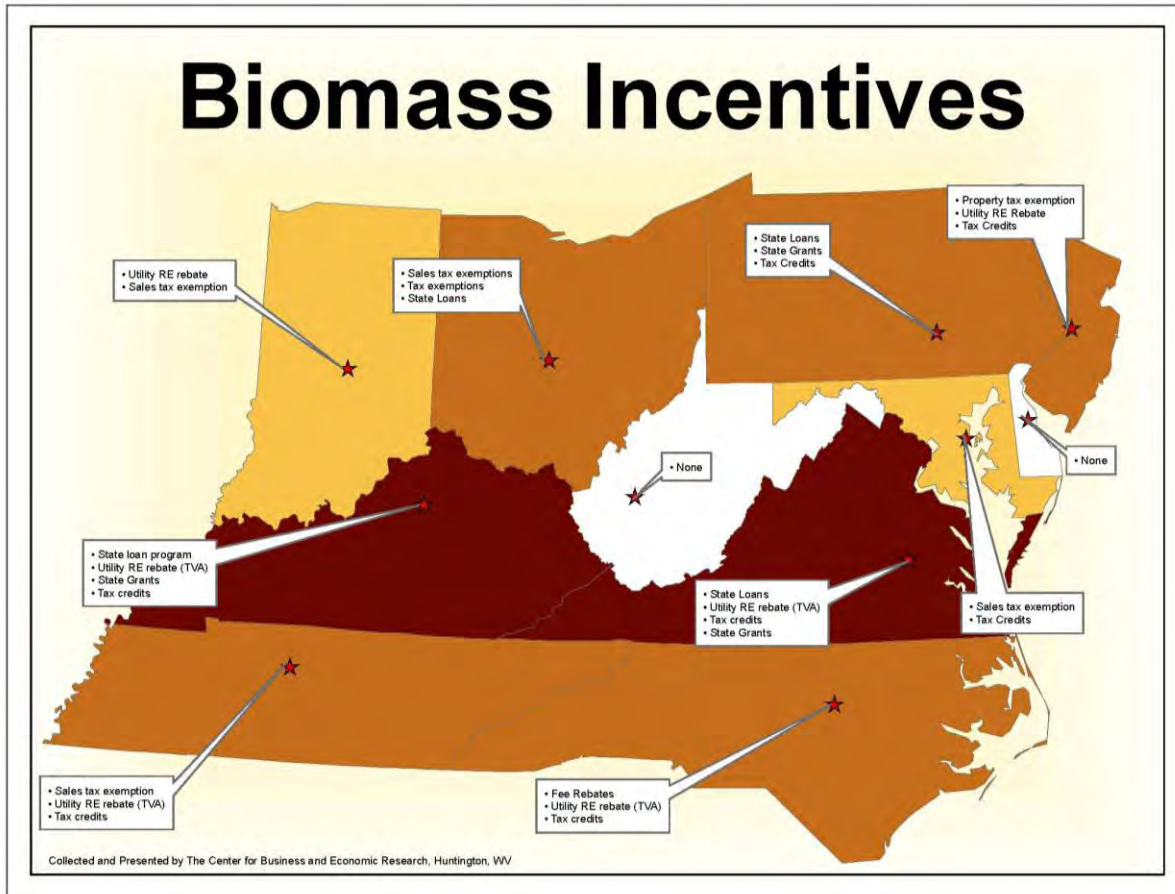 Biomass Incentives
• Property tax exemption
• Utility RE Rebate
• Tax Credits
• State Loans
• State Grants
• Tax Credits
• Utility RE rebate
• Sales tax exemption
• Sales tax exemptions
• Tax exemptions
• State Loans
• None
• None
• State loan program
• Utility RE rebate (TVA)
• State Grants
• Tax credits
• State Loans
• Utility RE rebate (TVA)
• Tax credits
• State Grants
• Sales tax exemption
• Tax Credits
• Sales tax exemption
• Utility RE rebate (TVA)
• Tax credits
• Fee Rebates
• Utility RE rebate (TVA)
• Tax credits
Collected and Presented by The Center for Business and Economic Research, Huntington, WV